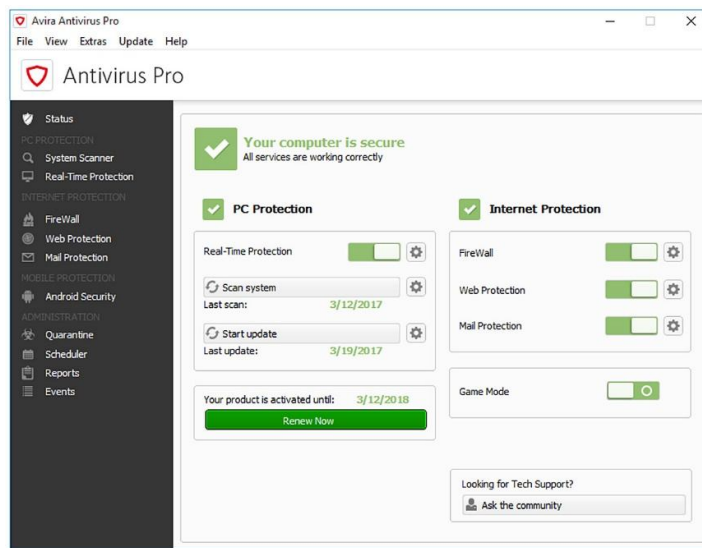 Avira Antivirus Pro
File View Extras Update Help
Antivirus Pro
Status
PC PROTECTION
System Scanner
Real-Time Protection
INTERNET PROTECTION
FireWall
Web Protection
Mail Protection
MOBILE PROTECTION
Android Security
ADMINISTRATION
Quarantine
Scheduler
Reports
Events
Your computer is secure
All services are working correctly
PC Protection
Real-Time Protection
Scan system
Last scan: 3/12/2017
Start update
Last update: 3/19/2017
Your product is activated until: 3/12/2018
Renew Now
Internet Protection
FireWall
Web Protection
Mail Protection
Game Mode
Looking for Tech Support?
Ask the community